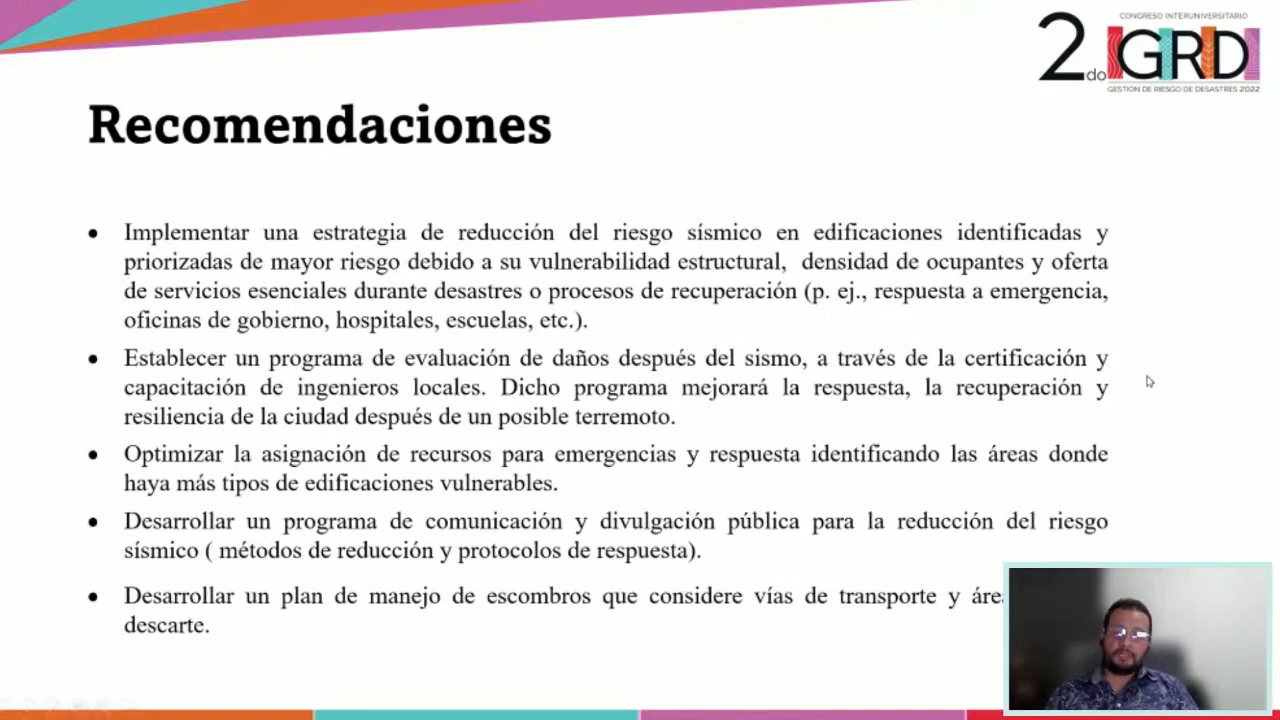 CONGRESO INTERUNIVERSITARIO
2do GRD
GESTIÓN DE RIESGO DE DESASTRES 2022
Recomendaciones
• Implementar una estrategia de reducción del riesgo sísmico en edificaciones identificadas y
priorizadas de mayor riesgo debido a su vulnerabilidad estructural, densidad de ocupantes y oferta
de servicios esenciales durante desastres o procesos de recuperación (p. ej., respuesta a emergencia,
oficinas de gobierno, hospitales, escuelas, etc.).
• Establecer un programa de evaluación de daños después del sismo, a través de la certificación y
capacitación de ingenieros locales. Dicho programa mejorará la respuesta, la recuperación y
resiliencia de la ciudad después de un posible terremoto.
• Optimizar la asignación de recursos para emergencias y respuesta identificando las áreas donde
haya más tipos de edificaciones vulnerables.
• Desarrollar un programa de comunicación y divulgación pública para la reducción del riesgo
sísmico ( métodos de reducción y protocolos de respuesta).
• Desarrollar un plan de manejo de escombros que considere vías de transporte y
descarte.